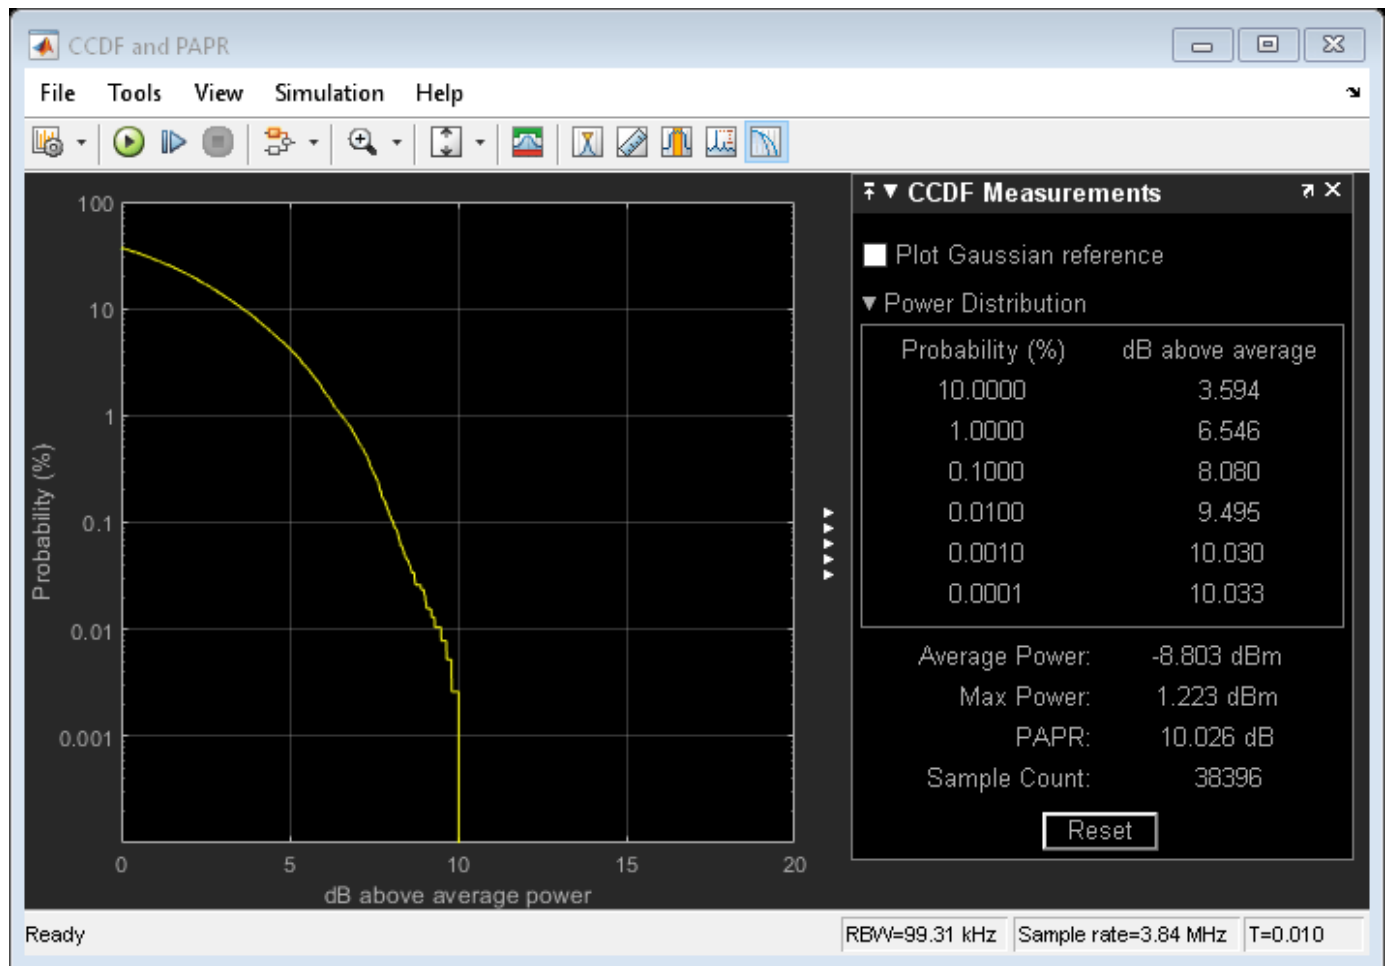 CCDF and PAPR
File Tools View Simulation Help
CCDF Measurements
Plot Gaussian reference
Power Distribution
Probability (%) dB above average
10.0000 3.594
1.0000 6.546
0.1000 8.080
0.0100 9.495
0.0010 10.030
0.0001 10.033
Average Power: -8.803 dBm
Max Power: 1.223 dBm
PAPR: 10.026 dB
Sample Count: 38396
Reset
100
10
1
0.1
0.01
0.001
Probability (%)
0 5 10 15 20
dB above average power
Ready RBW=99.31 kHz Sample rate=3.84 MHz T=0.010